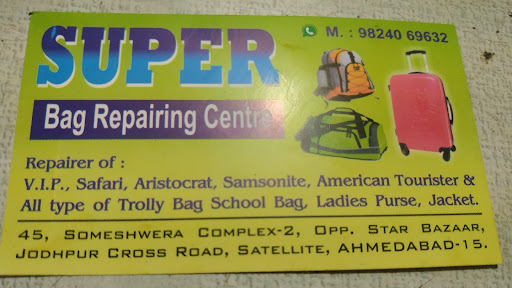 SUPER
M. : 98240 69632
Bag Repairing Centre
Repairer of :
V.I.P., Safari, Aristocrat, Samsonite, American Tourister &
All type of Trolly Bag School Bag, Ladies Purse, Jacket.
45, Someshwera Complex-2, Opp. Star Bazaar,
Jodhpur Cross Road, Satellite, AHMEDABAD-15.